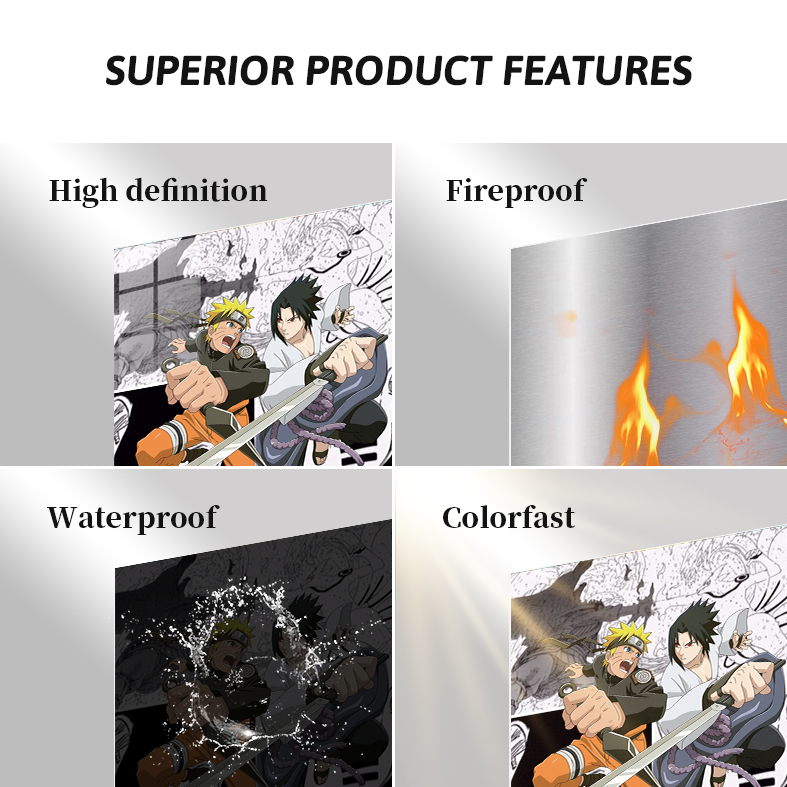 SUPERIOR PRODUCT FEATURES
High definition
Fireproof
Waterproof
Colorfast